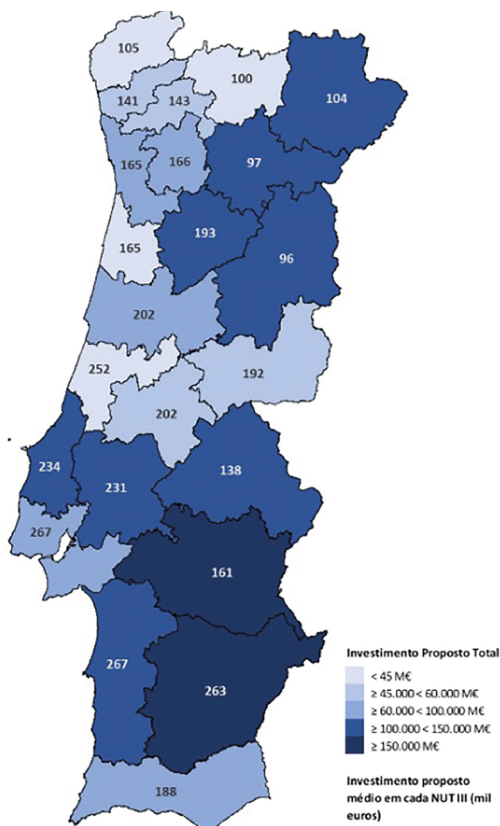 105
100
104
141
143
165
166
97
193
165
96
202
252
192
202
234
231
138
267
161
267
263
188
Investimento Proposto Total
< 45 M€
≥ 45.000 < 60.000 M€
≥ 60.000 < 100.000 M€
≥ 100.000 < 150.000 M€
≥ 150.000 M€
Investimento proposto
médio em cada NUT III (mil
euros)